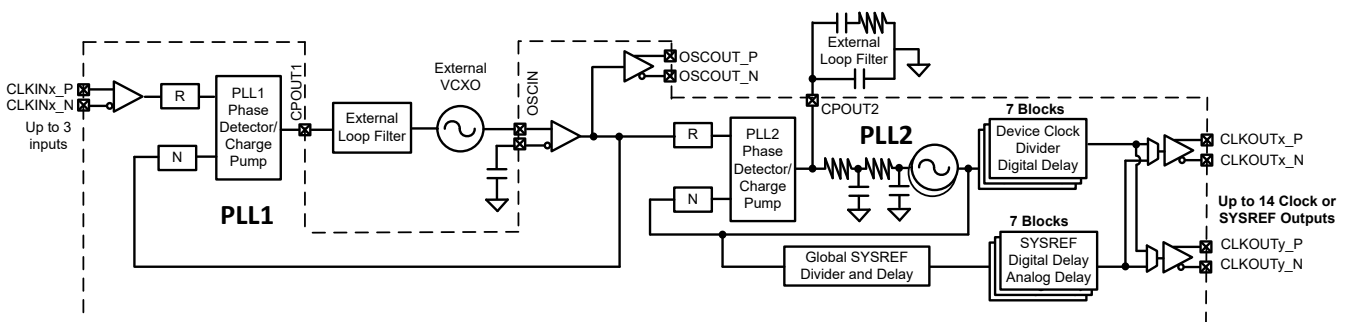 CLKINx_P
CLKINx_N
Up to 3
inputs
R
N
PLL1
Phase
Detector/
Charge
Pump
PLL1
CPOUT1
External
Loop Filter
External
VCXO
OSCIN
OSCOUT_P
OSCOUT_N
External
Loop Filter
CPOUT2
R
N
PLL2
Phase
Detector/
Charge
Pump
PLL2
7 Blocks
Device Clock
Divider
Digital Delay
Global SYSREF
Divider and Delay
7 Blocks
SYSREF
Digital Delay
Analog Delay
CLKOUTx_P
CLKOUTx_N
Up to 14 Clock or
SYSREF Outputs
CLKOUTy_P
CLKOUTy_N